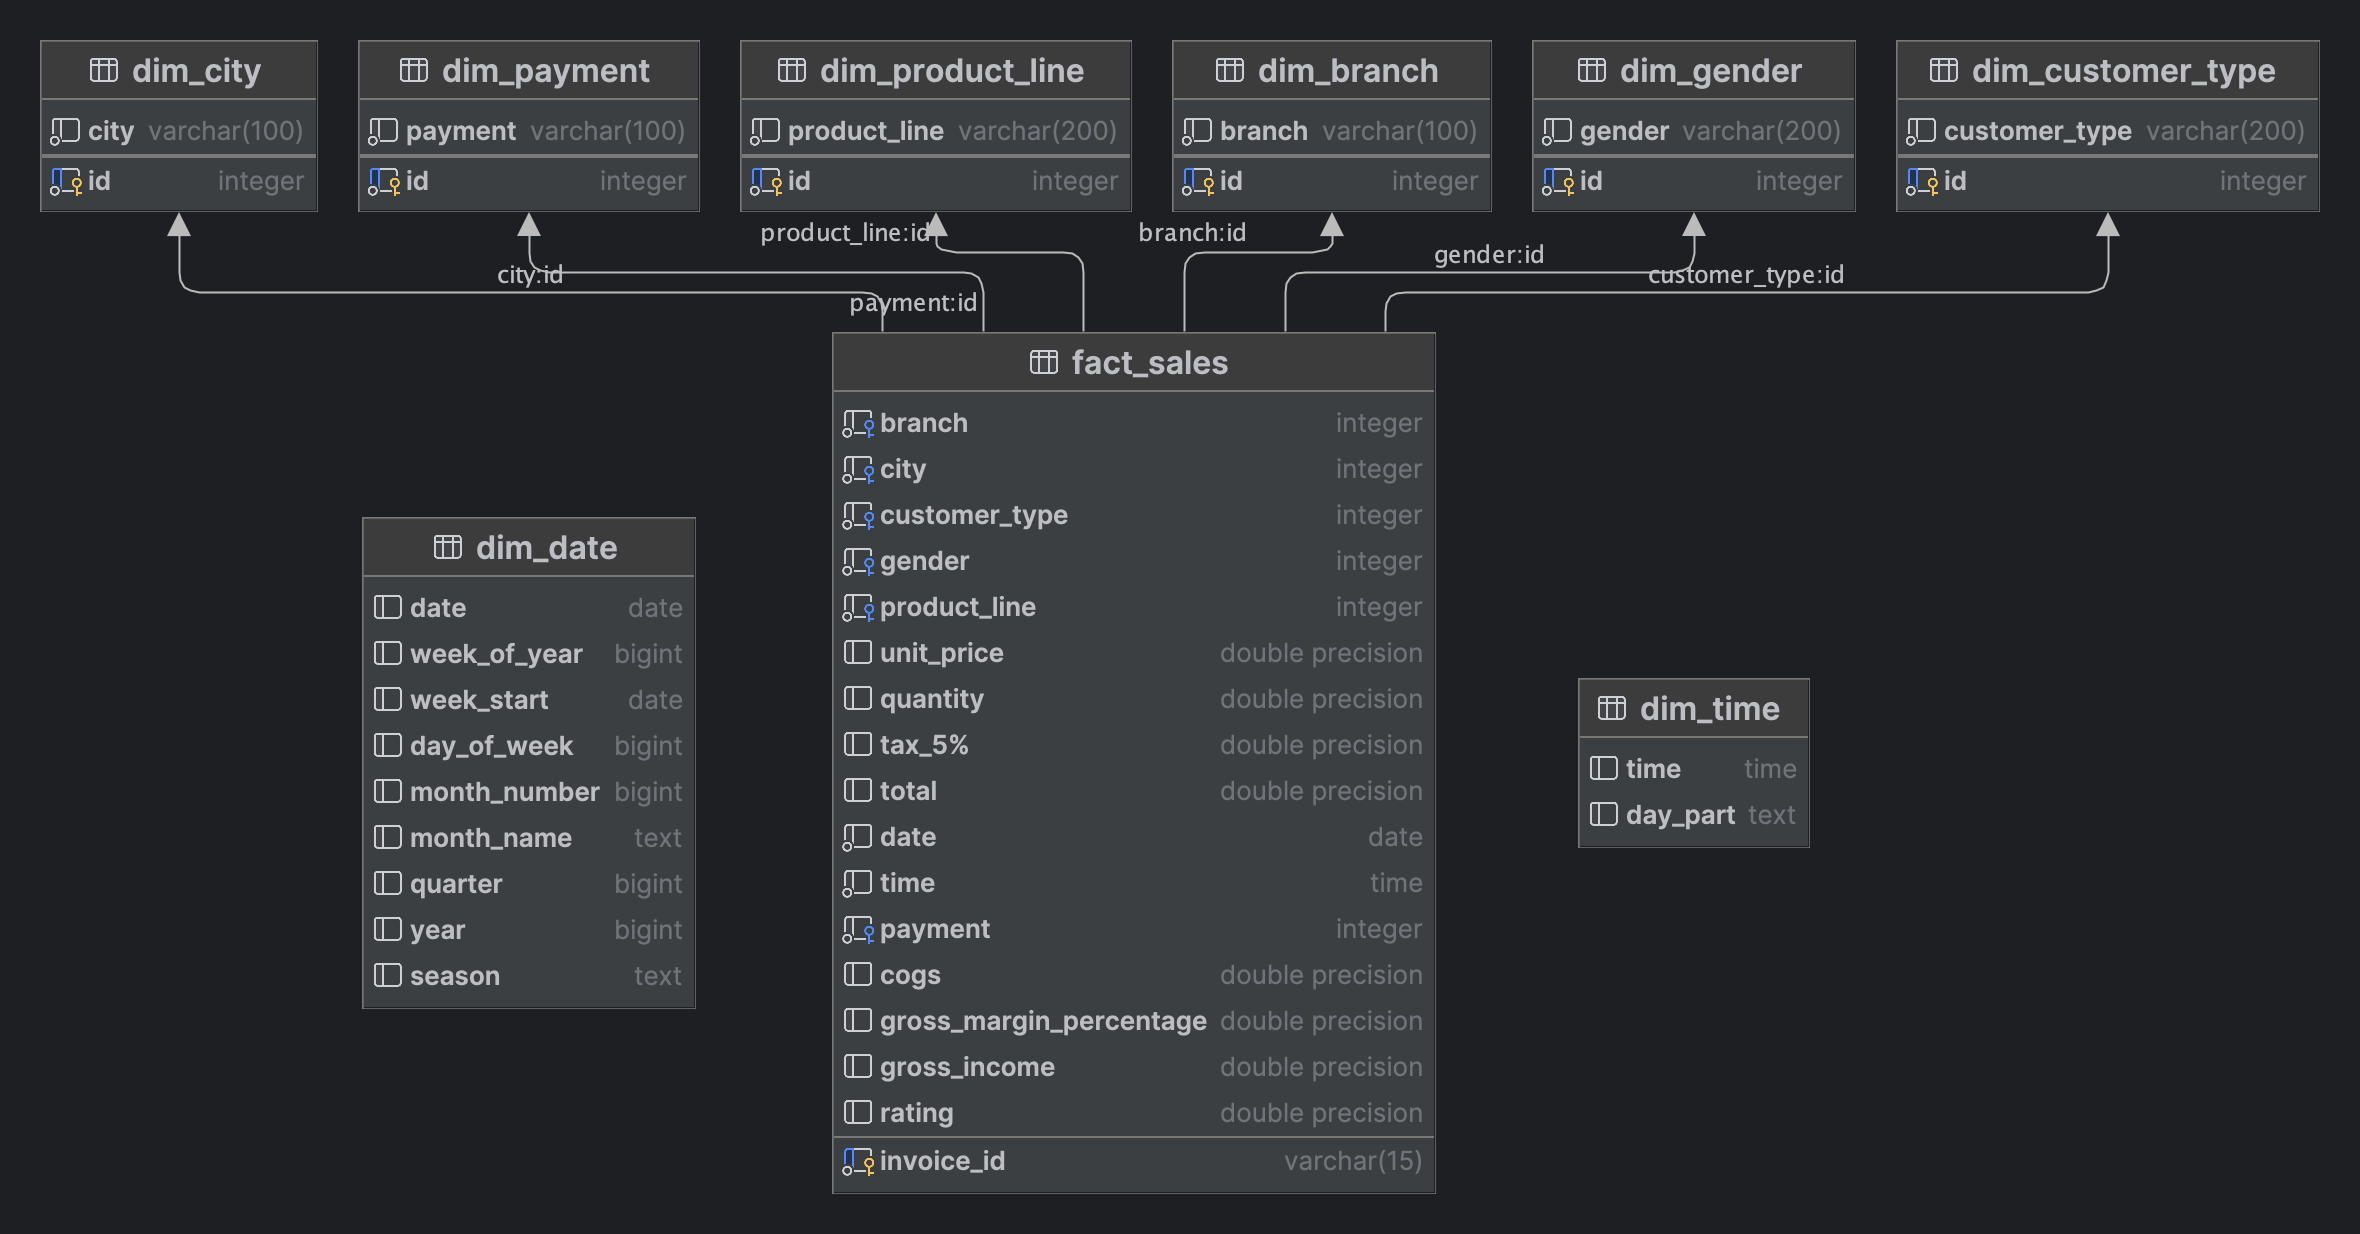 dim_city
city varchar(100)
id integer
dim_payment
payment varchar(100)
id integer
dim_product_line
product_line varchar(200)
id integer
dim_branch
branch varchar(100)
id integer
dim_gender
gender varchar(200)
id integer
dim_customer_type
customer_type varchar(200)
id integer
product_line:id
branch:id
gender:id
city:id
customer_type:id
payment:id
fact_sales
branch integer
city integer
customer_type integer
gender integer
product_line integer
unit_price double precision
quantity double precision
tax_5% double precision
total double precision
date date
time time
payment integer
cogs double precision
gross_margin_percentage double precision
gross_income double precision
rating double precision
invoice_id varchar(15)
dim_date
date date
week_of_year bigint
week_start date
day_of_week bigint
month_number bigint
month_name text
quarter bigint
year bigint
season text
dim_time
time time
day_part text